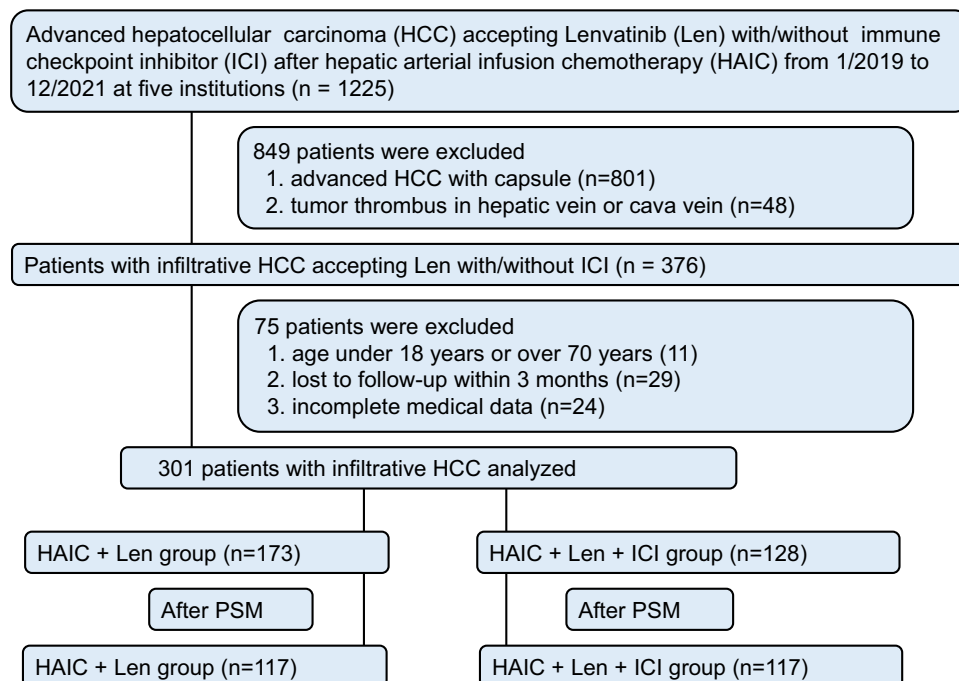 Advanced hepatocellular carcinoma (HCC) accepting Lenvatinib (Len) with/without immune
checkpoint inhibitor (ICI) after hepatic arterial infusion chemotherapy (HAIC) from 1/2019 to
12/2021 at five institutions (n = 1225)
849 patients were excluded
1. advanced HCC with capsule (n=801)
2. tumor thrombus in hepatic vein or cava vein (n=48)
Patients with infiltrative HCC accepting Len with/without ICI (n = 376)
75 patients were excluded
1. age under 18 years or over 70 years (11)
2. lost to follow-up within 3 months (n=29)
3. incomplete medical data (n=24)
301 patients with infiltrative HCC analyzed
HAIC + Len group (n=173)
HAIC + Len + ICI group (n=128)
After PSM
After PSM
HAIC + Len group (n=117)
HAIC + Len + ICI group (n=117)